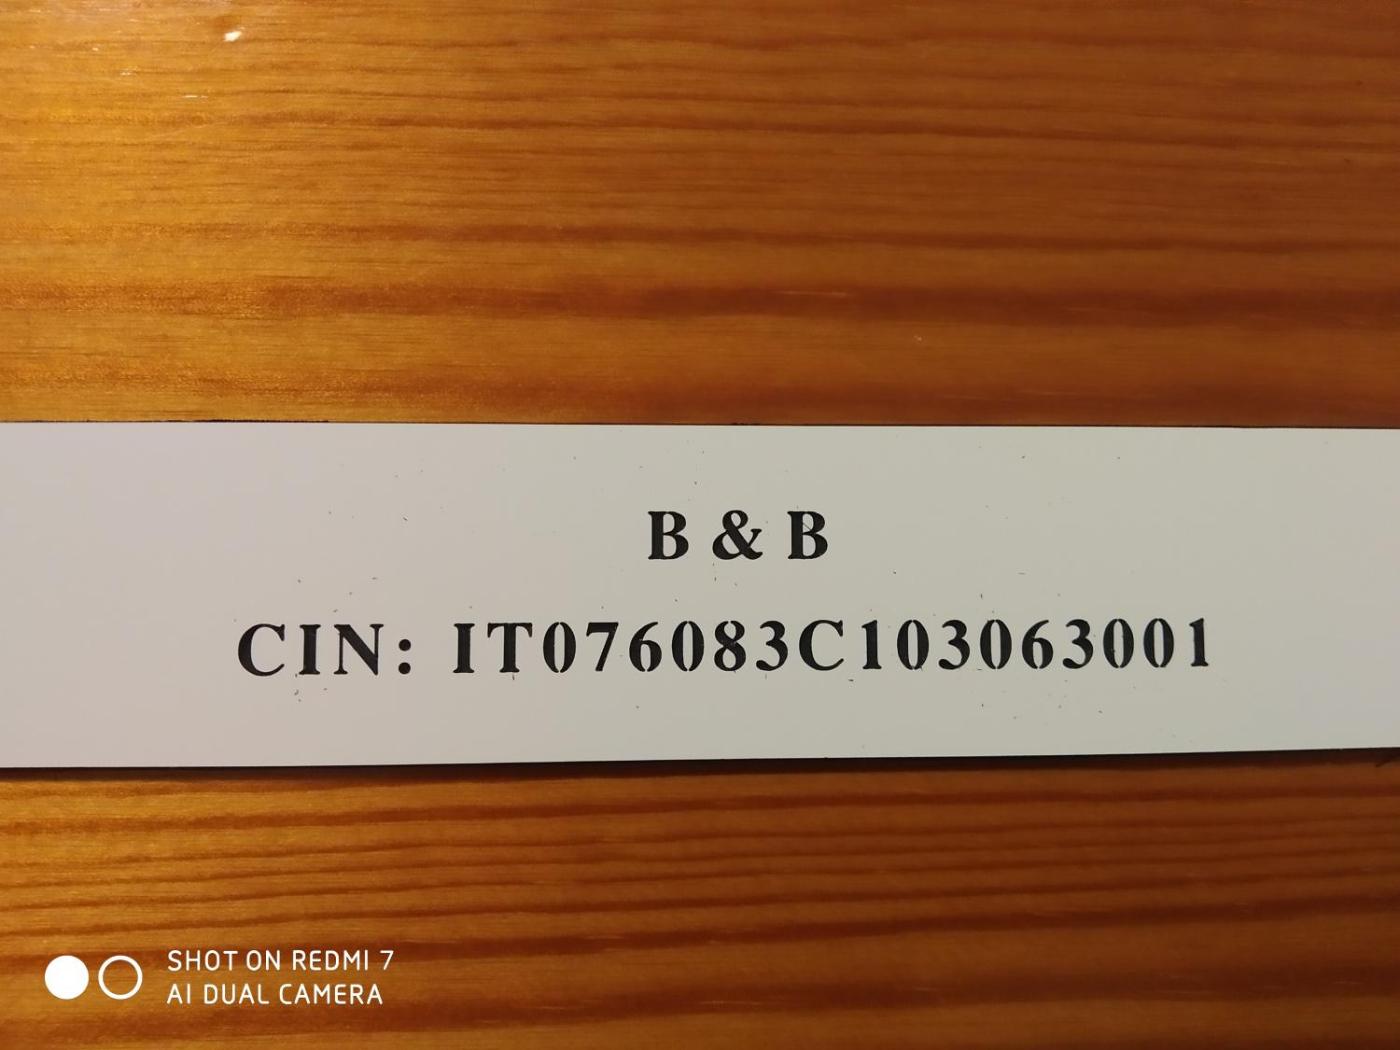 B & B
CIN: IT076083C103063001
SHOT ON REDMI 7
AI DUAL CAMERA